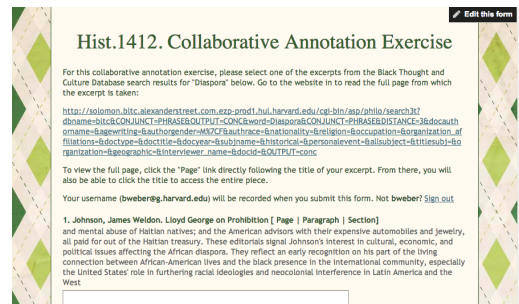 Edit this form
Hist.1412. Collaborative Annotation Exercise
For this collaborative annotation exercise, please select one of the excerpts from the Black Thought and
Culture Database search results for "Diaspora" below. Go to the website in to read the full page from which
the excerpt is taken:
http://solomon.bltc.alexanderstreet.com.ezp-prod1.hul.harvard.edu/cgi-bin/asp/philo/search3t?
dbname=bltc&CONJUNCT=PHRASE&OUTPUT=CONC&word=Diaspora&CONJUNCT=PHRASE&DISTANCE=3&docauth
orname=&agewriting=&authorgender=M%7CF&authrace=&nationality=&religion=&occupation=&organization_af
filiations=&doctype=&doctitle=&docyear=&subjname=&historical=&personalevent=&allsubject=&titlesubj=&o
rganization=&geographic=&interviewer_name=&docid=&OUTPUT=conc
To view the full page, click the "Page" link directly following the title of your excerpt. From there, you will
also be able to click the title to access the entire piece.
Your username (bweber@g.harvard.edu) will be recorded when you submit this form. Not bweber? Sign out
1. Johnson, James Weldon. Lloyd George on Prohibition [ Page | Paragraph | Section]
and mental abuse of Haitian natives; and the American advisors with their expensive automobiles and jewelry,
all paid for out of the Haitian treasury. These editorials signal Johnson's interest in cultural, economic, and
political issues affecting the African diaspora. They reflect an early recognition on his part of the living
connection between African-American lives and the black presence in the international community, especially
the United States' role in furthering racial ideologies and neocolonial interference in Latin America and the
West